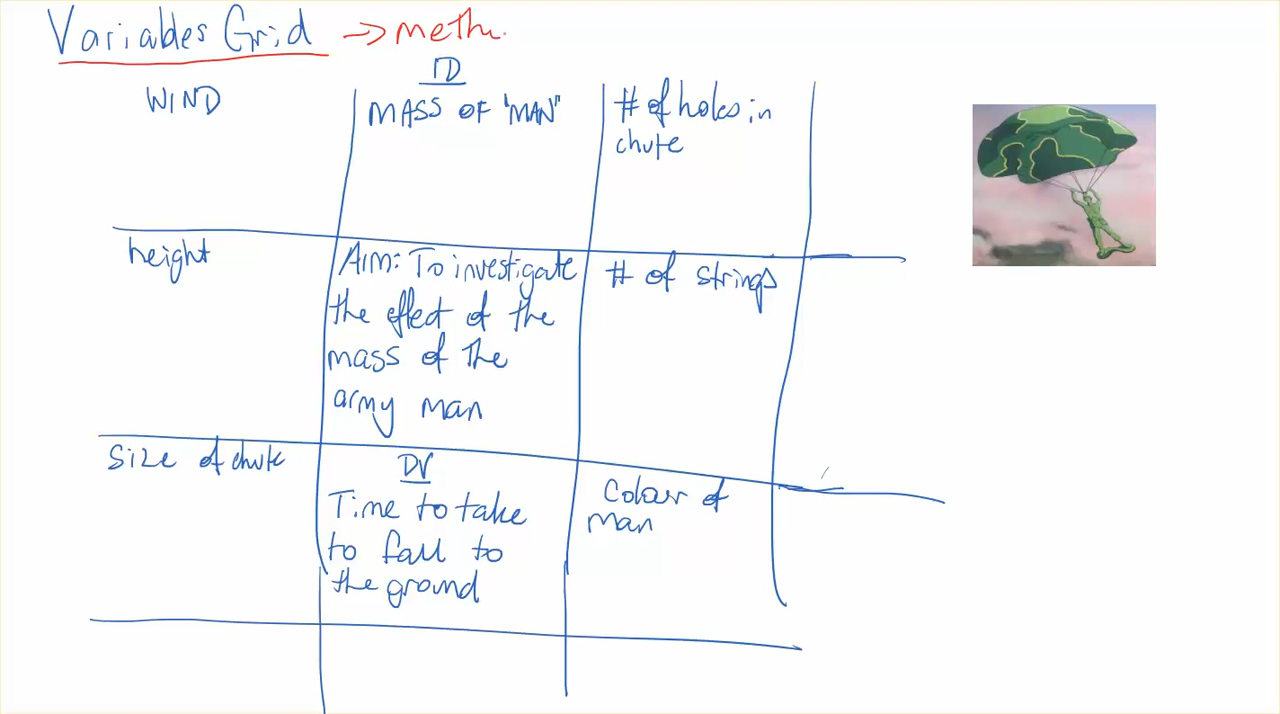 Variables Grid → meth
WIND
ID
MASS OF "MAN"
# of holes in
chute
height
Aim: To investigate
the effect of the
mass of the
army man
# of strings
Size of chute
DV
Time to take
to fall to
the ground
Colour of
man